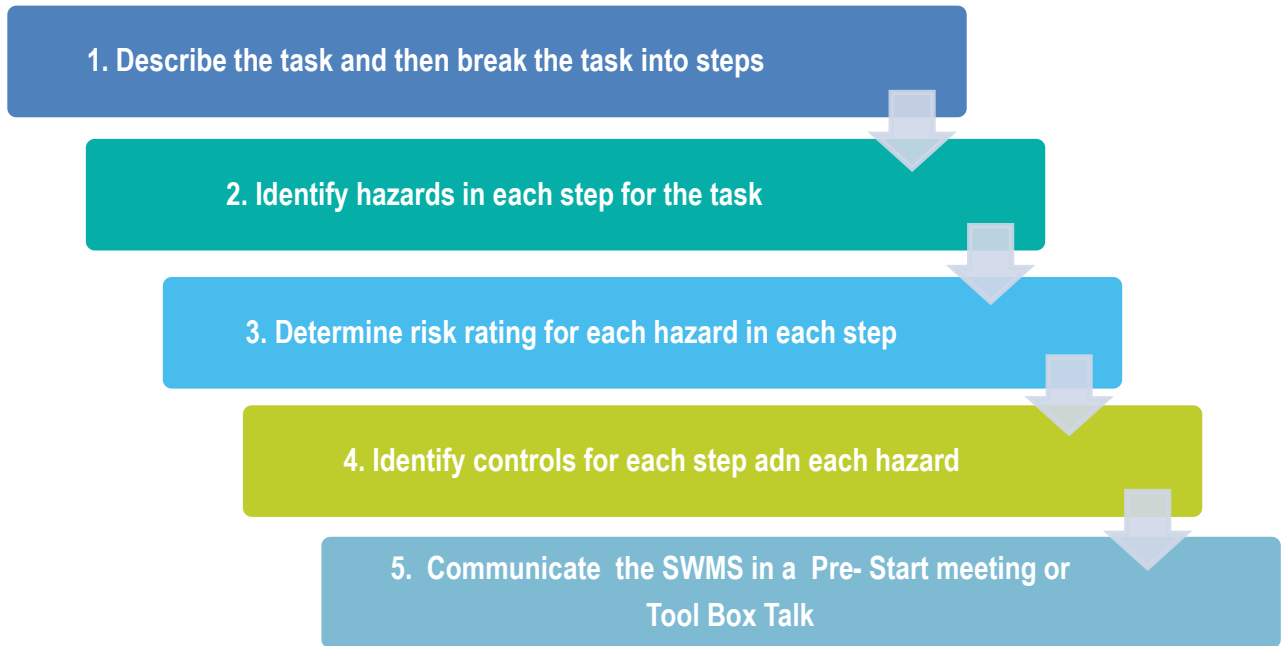 1. Describe the task and then break the task into steps
2. Identify hazards in each step for the task
3. Determine risk rating for each hazard in each step
4. Identify controls for each step adn each hazard
5. Communicate the SWMS in a Pre- Start meeting or
Tool Box Talk